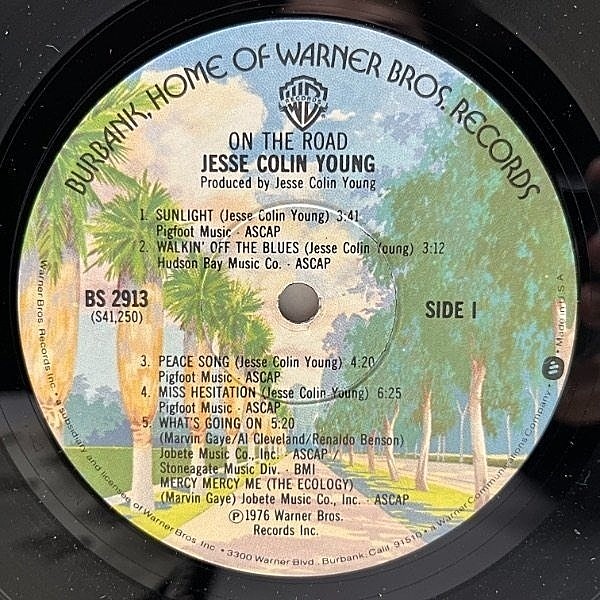 BURBANK, HOME OF WARNER BROS. RECORDS
W B
RECORDS
ON THE ROAD
JESSE COLIN YOUNG
Produced by Jesse Colin Young
1. SUNLIGHT (Jesse Colin Young) 3:41
Pigfoot Music - ASCAP
2. WALKIN' OFF THE BLUES (Jesse Colin Young) 3:12
Hudson Bay Music Co. - ASCAP
BS 2913
(S41,250)
SIDE 1
3. PEACE SONG (Jesse Colin Young) 4:20
Pigfoot Music - ASCAP
4. MISS HESITATION (Jesse Colin Young) 6:25
Pigfoot Music - ASCAP
5. WHAT'S GOING ON 5:20
(Marvin Gaye/Al Cleveland/Renaldo Benson)
Jobete Music Co., Inc. - ASCAP/
Stoneagate Music Div. - BMI
MERCY MERCY ME (THE ECOLOGY)
(Marvin Gaye) Jobete Music Co., Inc. - ASCAP
Ⓟ1976 Warner Bros.
Records Inc.
Warner Bros. Records Inc. • a subsidiary and licensee of Warner Bros. Inc. • 3300 Warner Blvd., Burbank, Calif. 91510 • a Warner Communications Company • Made in U.S.A.